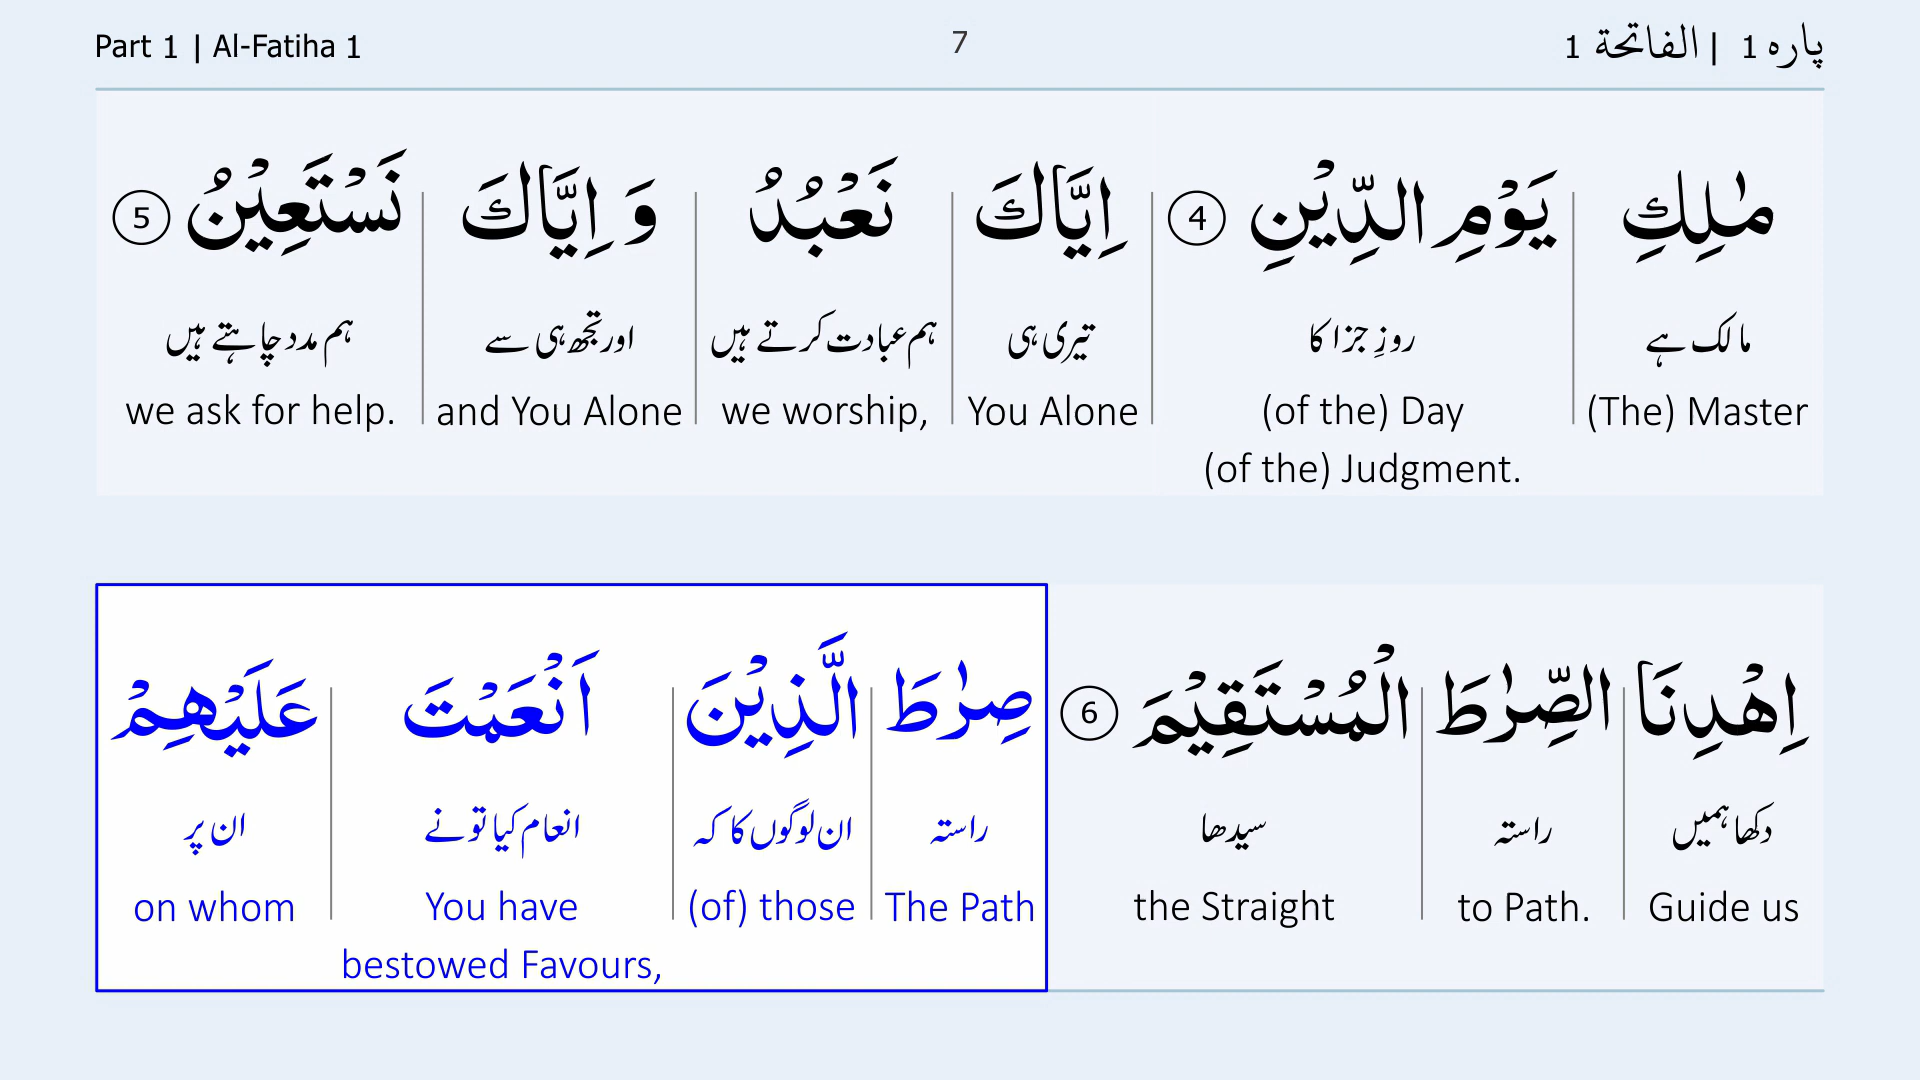 Part 1 | Al-Fatiha 1
7
پاره 1 | الفاتحة 1
مٰلِكِ يَوْمِ الدِّيْنِ 4 اِيَّاكَ نَعْبُدُ وَ اِيَّاكَ نَسْتَعِيْنُ 5
مالک ہے روزِ جزا کا تیری ہی ہم عبادت کرتے ہیں اور تجھ ہی سے ہم مدد چاہتے ہیں
(The) Master (of the) Day You Alone we worship, and You Alone we ask for help.
(of the) Judgment.
اِهْدِنَا الصِّرٰطَ الْمُسْتَقِيْمَ 6 صِرٰطَ الَّذِيْنَ اَنْعَمْتَ عَلَيْهِمْ
دکھا ہمیں راستہ سیدھا راستہ ان لوگوں کا کہ انعام کیا تو نے ان پر
Guide us to Path. the Straight The Path (of) those You have on whom
bestowed Favours,